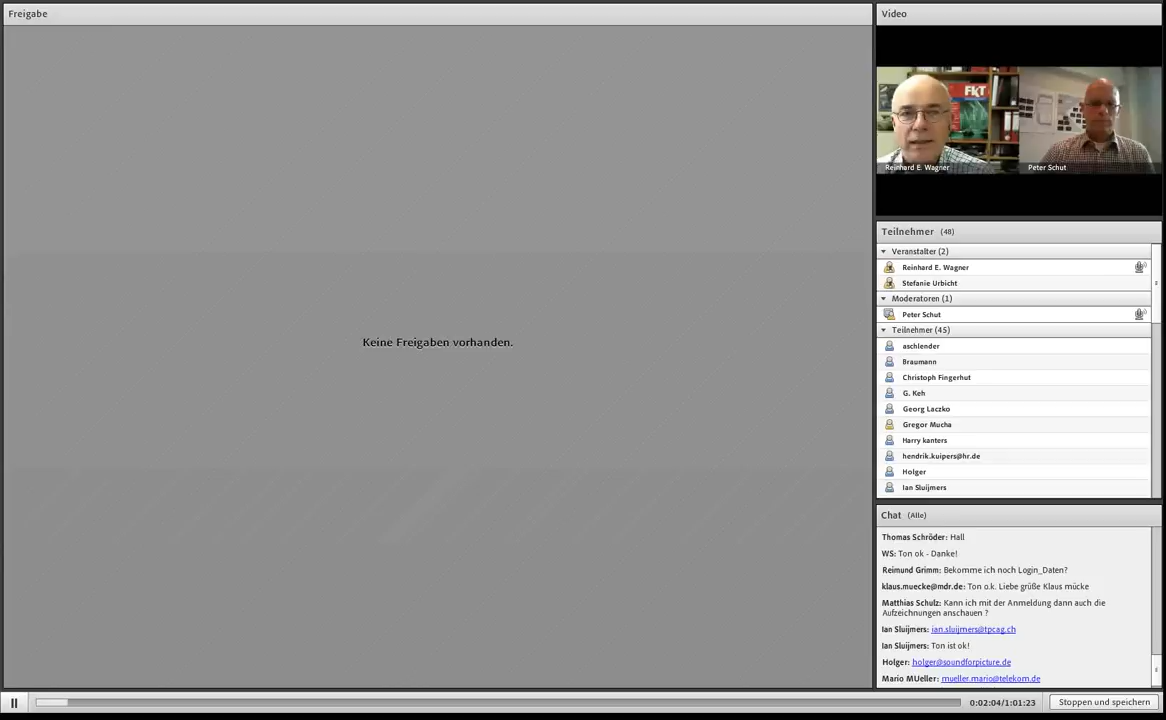 Freigabe
Keine Freigaben vorhanden.
Video
FKT
Reinhard E. Wagner
Peter Schut
Teilnehmer (48)
Veranstalter (2)
Reinhard E. Wagner
Stefanie Urbicht
Moderatoren (1)
Peter Schut
Teilnehmer (45)
aschlender
Braumann
Christoph Fingerhut
G. Keh
Georg Laczko
Gregor Mucha
Harry kanters
hendrik.kuipers@hr.de
Holger
Ian Sluijmers
Chat (Alle)
Thomas Schröder: Hall
WS: Ton ok - Danke!
Reimund Grimm: Bekomme ich noch Login_Daten?
klaus.muecke@mdr.de: Ton o.k. Liebe grüße Klaus mücke
Matthias Schulz: Kann ich mit der Anmeldung dann auch die
Aufzeichnungen anschauen ?
Ian Sluijmers: ian.sluijmers@tpcag.ch
Ian Sluijmers: Ton ist ok!
Holger: holger@soundforpicture.de
Mario MUeller: mueller.mario@telekom.de
0:02:04/1:01:23
Stoppen und speichern